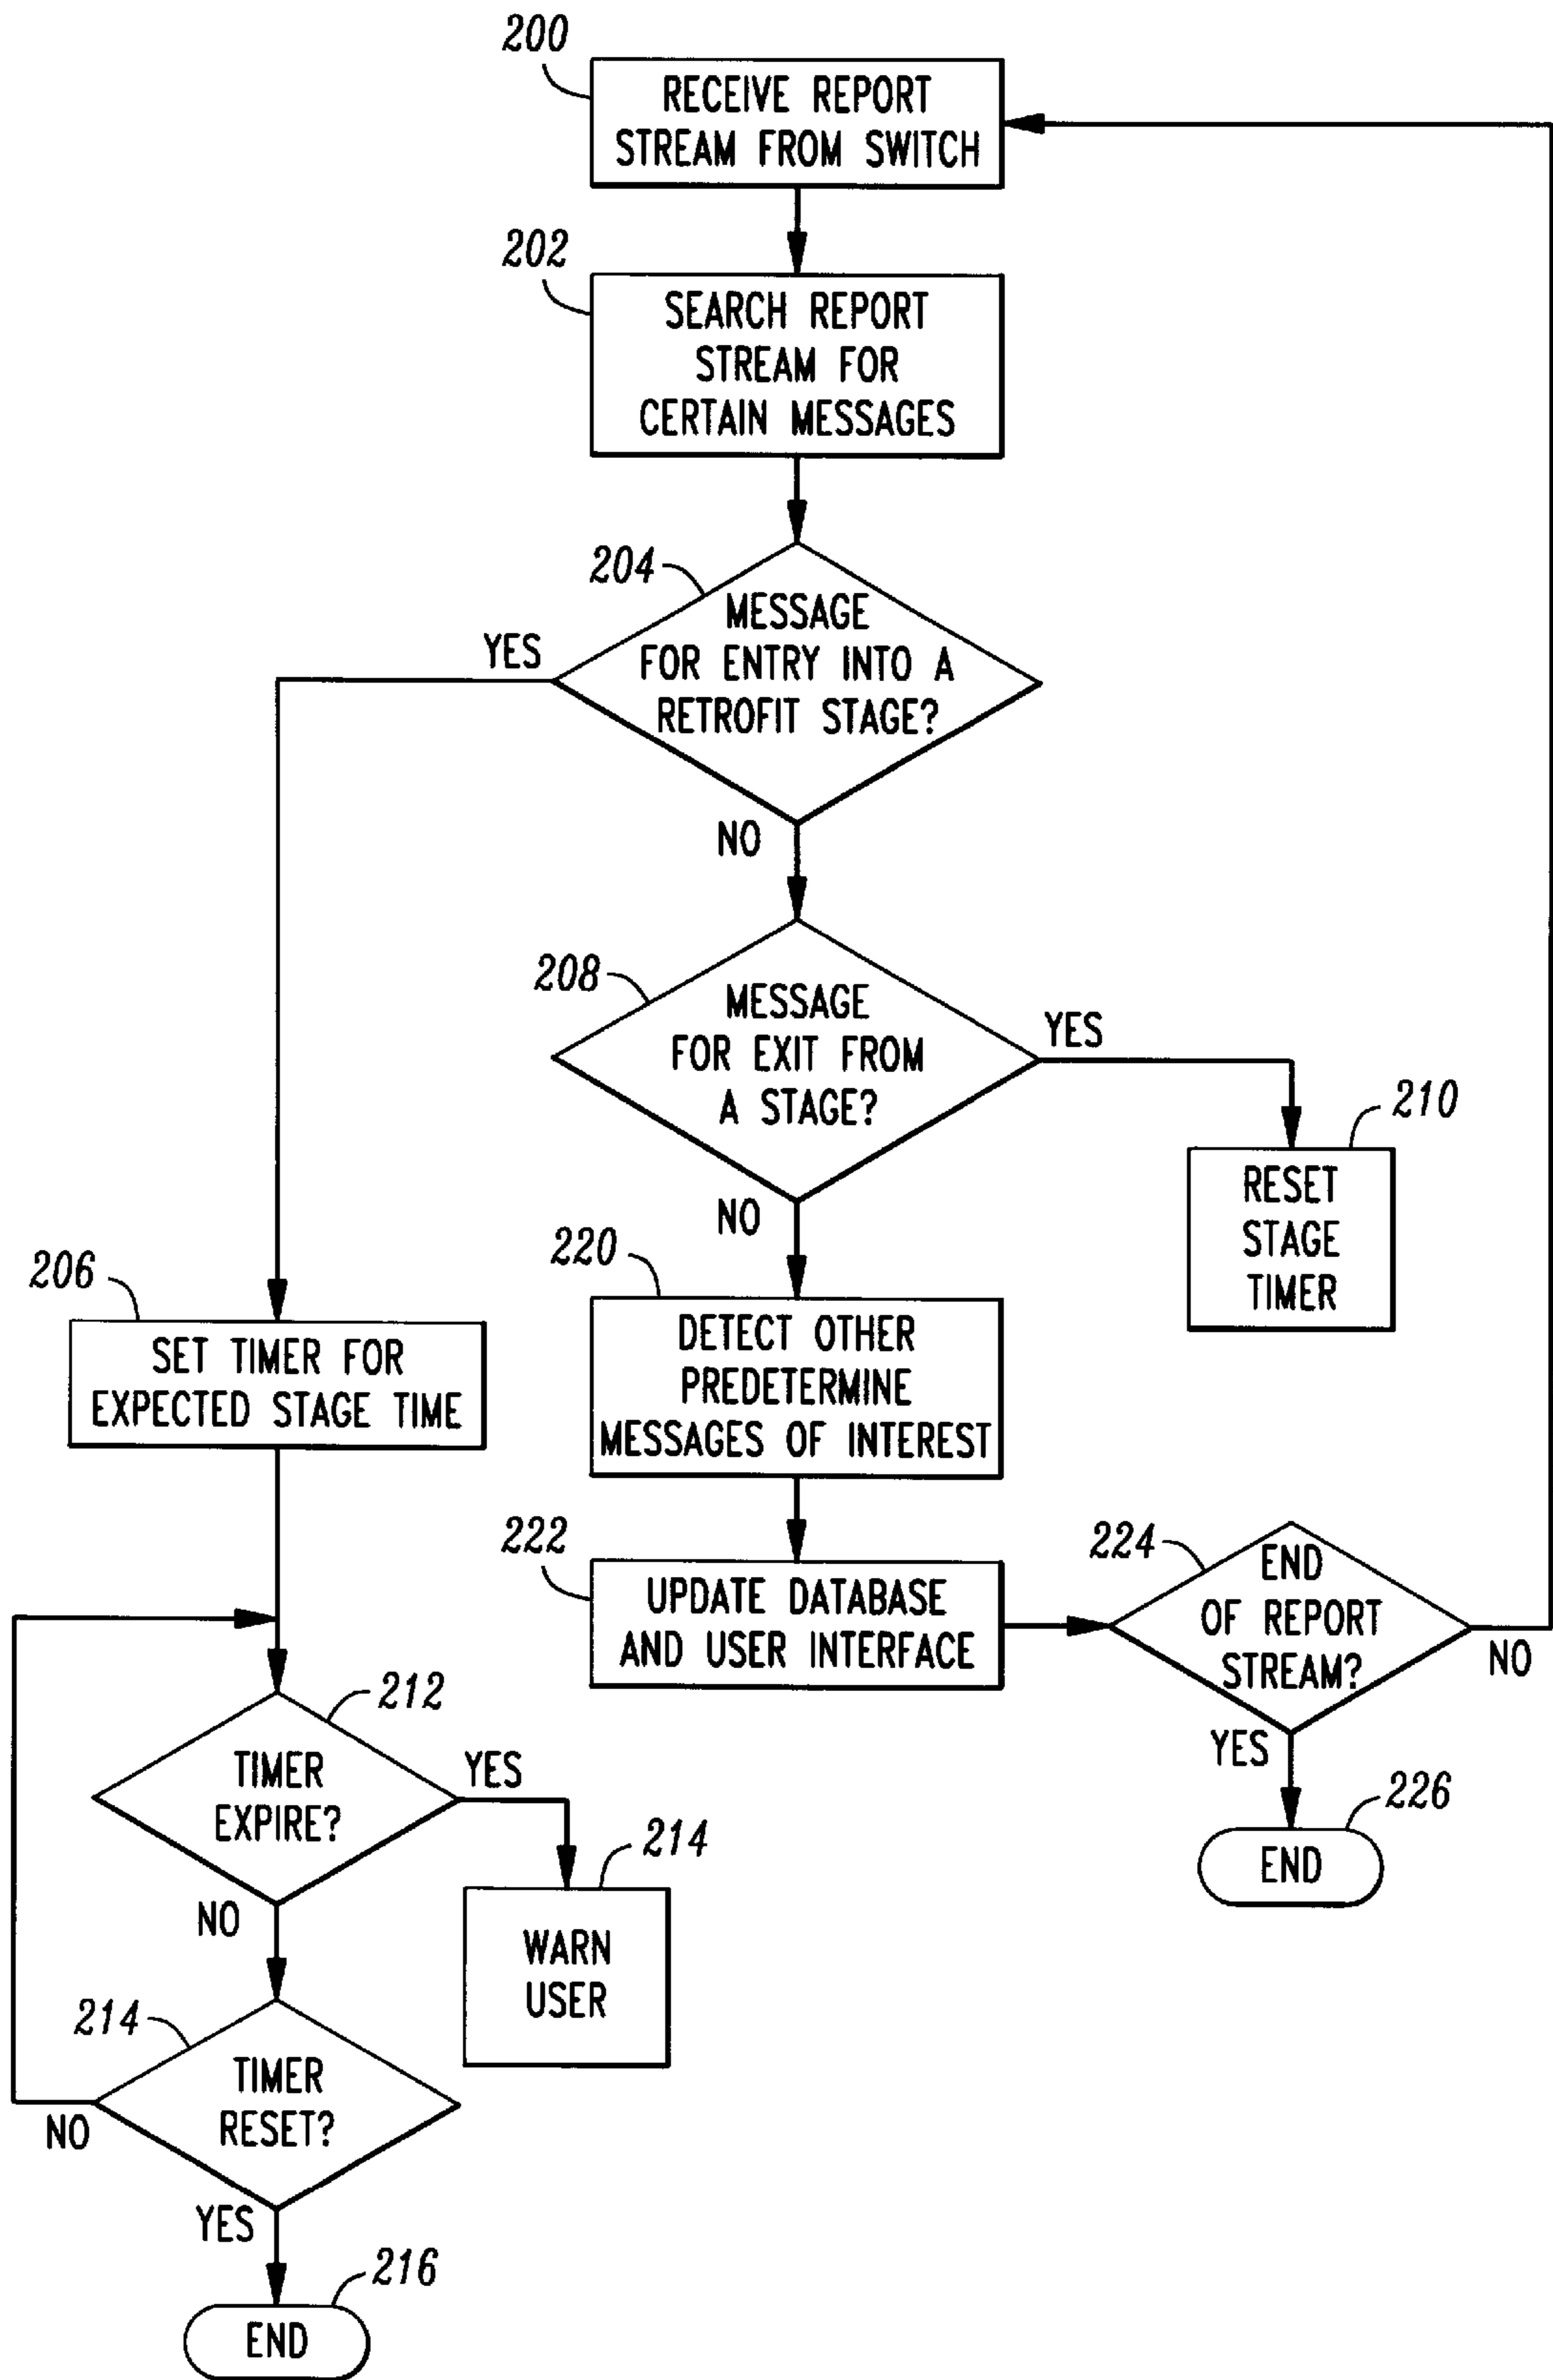 200
RECEIVE REPORT
STREAM FROM SWITCH
202
SEARCH REPORT
STREAM FOR
CERTAIN MESSAGES
204
MESSAGE
FOR ENTRY INTO A
RETROFIT STAGE?
YES
NO
208
MESSAGE
FOR EXIT FROM
A STAGE?
YES
NO
210
RESET
STAGE
TIMER
206
SET TIMER FOR
EXPECTED STAGE TIME
220
DETECT OTHER
PREDETERMINE
MESSAGES OF INTEREST
222
UPDATE DATABASE
AND USER INTERFACE
224
END
OF REPORT
STREAM?
NO
YES
226
END
212
TIMER
EXPIRE?
YES
NO
214
WARN
USER
214
TIMER
RESET?
NO
YES
216
END